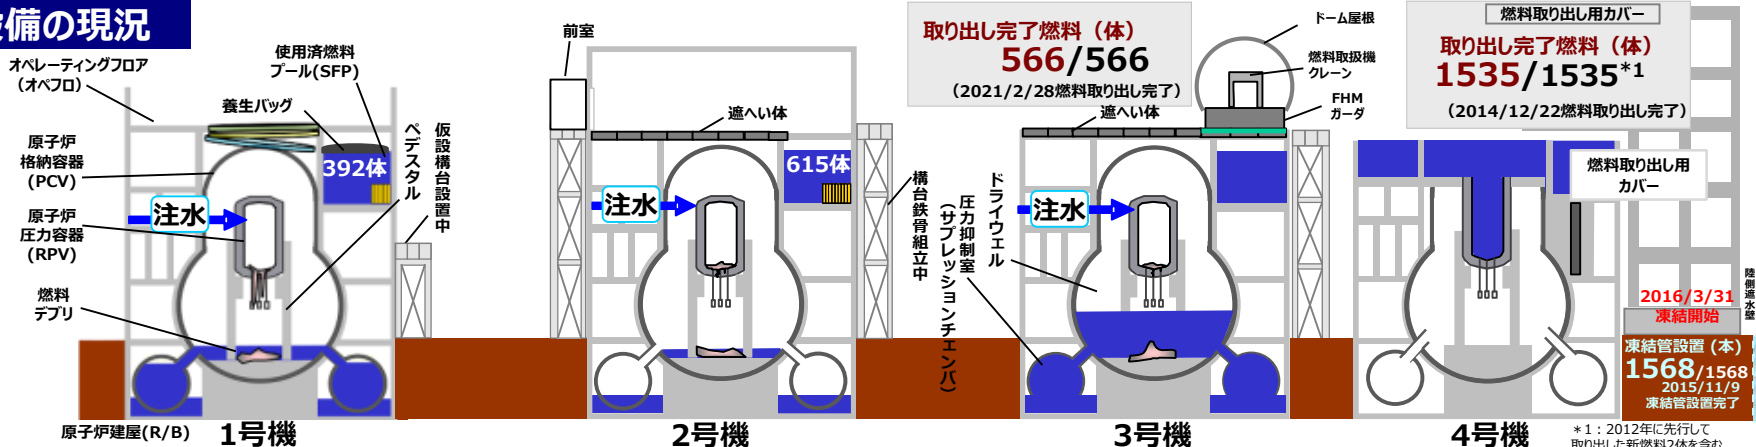 備の現況
オペレーティングフロア
（オペフロ）
使用済燃料
プール(SFP)
養生バッグ
原子炉
格納容器
(PCV)
392体
注水
原子炉
圧力容器
(RPV)
燃料
デブリ
ペデスタル
仮設構台設置中
原子炉建屋(R/B)
1号機
前室
遮へい体
615体
注水
構台鉄骨組立中
2号機
取り出し完了燃料（体）
566/566
（2021/2/28燃料取り出し完了）
ドーム屋根
燃料取扱機
クレーン
FHM
ガーダ
遮へい体
注水
ドライウェル
圧力抑制室
（サプレッションチェンバ）
3号機
燃料取り出し用カバー
取り出し完了燃料（体）
1535/1535*1
（2014/12/22燃料取り出し完了）
燃料取り出し用
カバー
陸側遮水壁
2016/3/31
凍結開始
凍結管設置（本）
1568/1568
2015/11/9
凍結管設置完了
4号機
*1：2012年に先行して
取り出した新燃料2体を含む